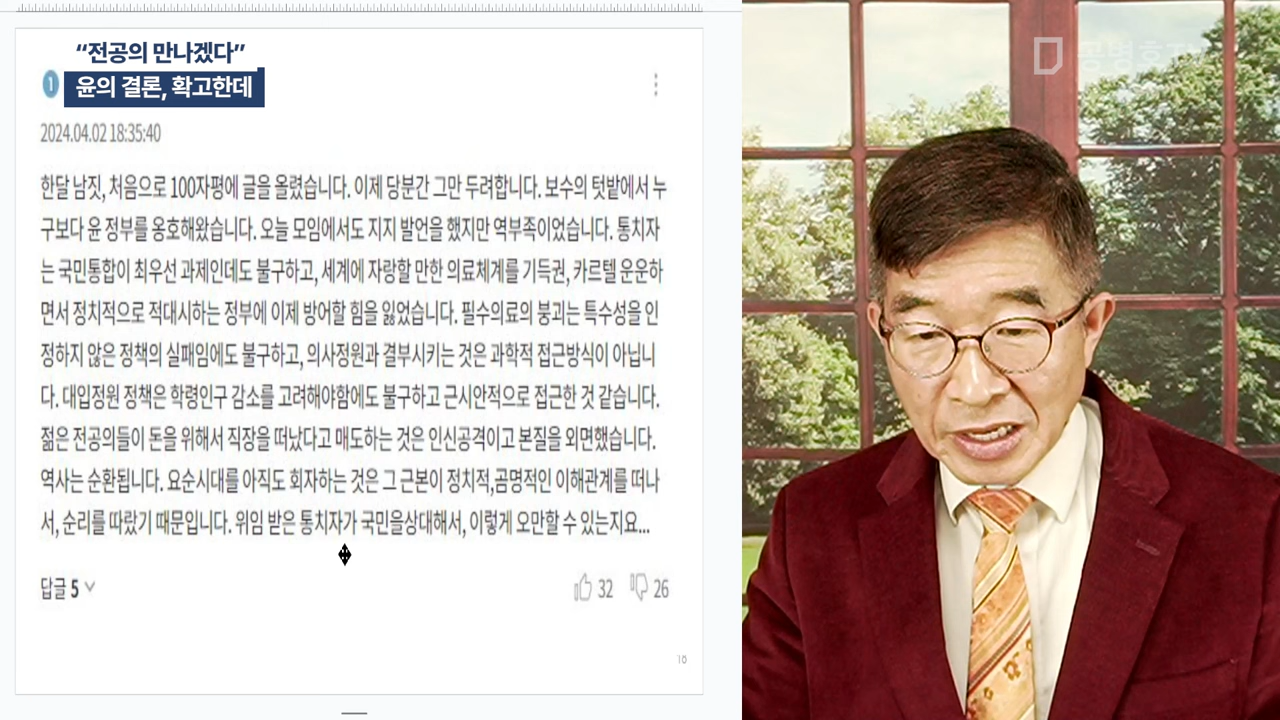 “전공의 만나겠다”
윤의 결론, 확고한데
1
2024.04.02 18:35:40
한달 남짓, 처음으로 100자평에 글을 올렸습니다. 이제 당분간 그만 두려합니다. 보수의 텃밭에서 누
구보다 윤 정부를 옹호해왔습니다. 오늘 모임에서도 지지 발언을 했지만 역부족이었습니다. 통치자
는 국민통합이 최우선 과제인데도 불구하고, 세계에 자랑할 만한 의료체계를 기득권, 카르텔 운운하
면서 정치적으로 적대시하는 정부에 이제 방어할 힘을 잃었습니다. 필수의료의 붕괴는 특수성을 인
정하지 않은 정책의 실패임에도 불구하고, 의사정원과 결부시키는 것은 과학적 접근방식이 아닙니
다. 대입정원 정책은 학령인구 감소를 고려해야함에도 불구하고 근시안적으로 접근한 것 같습니다.
젊은 전공의들이 돈을 위해서 직장을 떠났다고 매도하는 것은 인신공격이고 본질을 외면했습니다.
역사는 순환됩니다. 요순시대를 아직도 회자하는 것은 그 근본이 정치적,곰명적인 이해관계를 떠나
서, 순리를 따랐기 때문입니다. 위임 받은 통치자가 국민을상대해서, 이렇게 오만할 수 있는지요...
답글 5
32 26
16
공병호TV